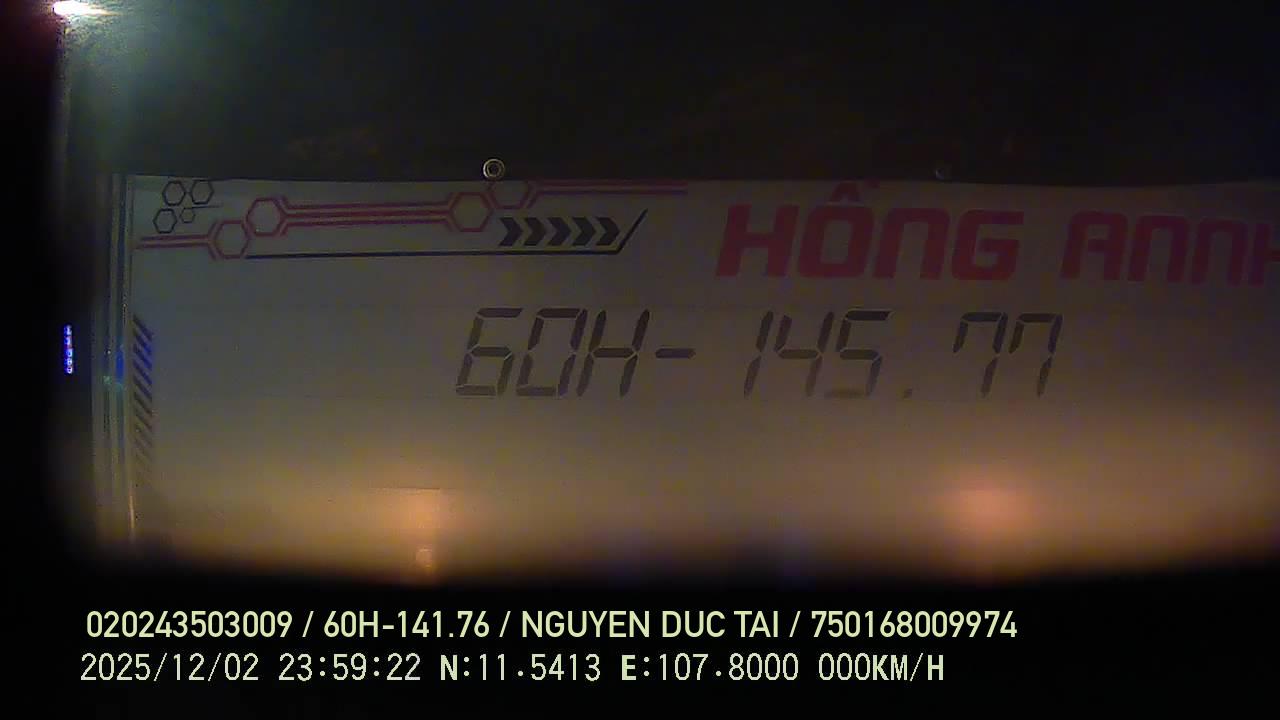 HỒNG ANNH
60H-145.77
020243503009 / 60H-141.76 / NGUYEN DUC TAI / 750168009974
2025/12/02 23:59:22 N:11.5413 E:107.8000 000KM/H